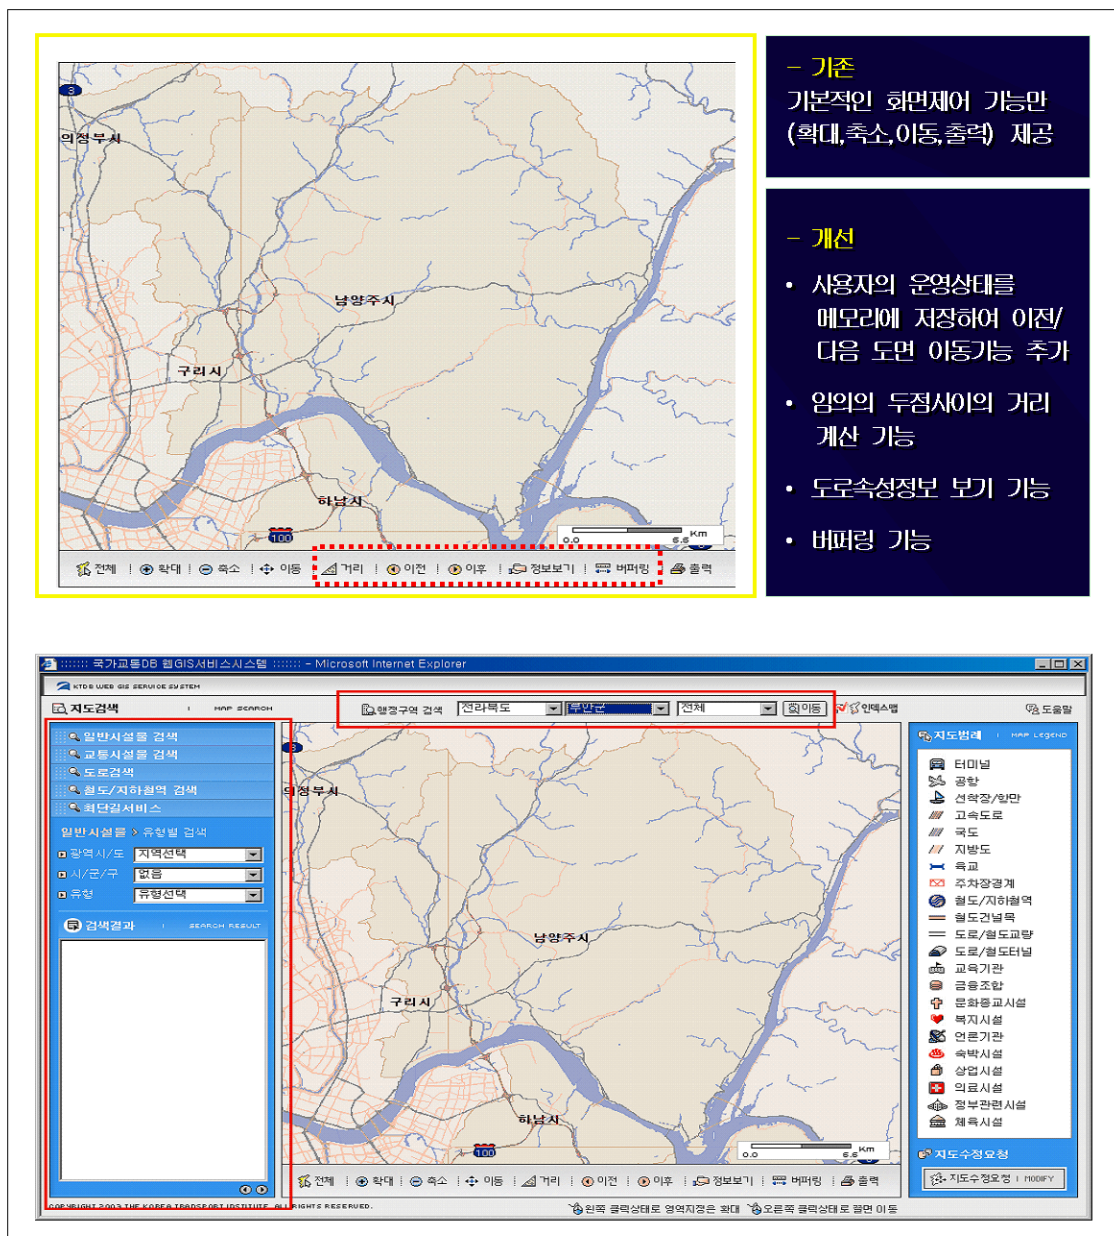 3
의정부시
남양주시
구리시
하남시
100
Km
0.0 6.6
전체 확대 축소 이동 거리 이전 이후 정보보기 버퍼링 출력
- 기존
기본적인 화면제어 기능만
(확대,축소,이동,출력) 제공
- 개선
• 사용자의 운영상태를
메모리에 저장하여 이전/
다음 도면 이동기능 추가
• 임의의 두점사이의 거리
계산 기능
• 도로속성정보 보기 기능
• 버퍼링 기능
::::::: 국가교통DB 웹GIS서비스시스템 ::::::: - Microsoft Internet Explorer
KTDB WEB GIS SERVICE SYSTEM
지도검색 MAP SEARCH 행정구역 검색 전라북도 부안군 전체 이동 인덱스맵 도움말
일반시설물 검색
교통시설물 검색
도로검색
철도/지하철역 검색
최단길서비스
일반시설물 > 유형별 검색
광역시/도 지역선택
시/군/구 없음
유형 유형선택
검색결과 SEARCH RESULT
3
의정부시
남양주시
구리시
하남시
100
Km
0.0 6.6
전체 확대 축소 이동 거리 이전 이후 정보보기 버퍼링 출력
지도범례 MAP LEGEND
터미널
공항
선착장/항만
고속도로
국도
지방도
육교
주차장경계
철도/지하철역
철도건널목
도로/철도교량
도로/철도터널
교육기관
금융조합
문화종교시설
복지시설
언론기관
숙박시설
상업시설
의료시설
정부관련시설
체육시설
지도수정요청
지도수정요청 | MODIFY
COPYRIGHT 2003 THE KOREA TRANSPORT INSTITUTE. ALL RIGHTS RESERVED. 왼쪽 클릭상태로 영역지정은 확대 오른쪽 클릭상태로 끌면 이동